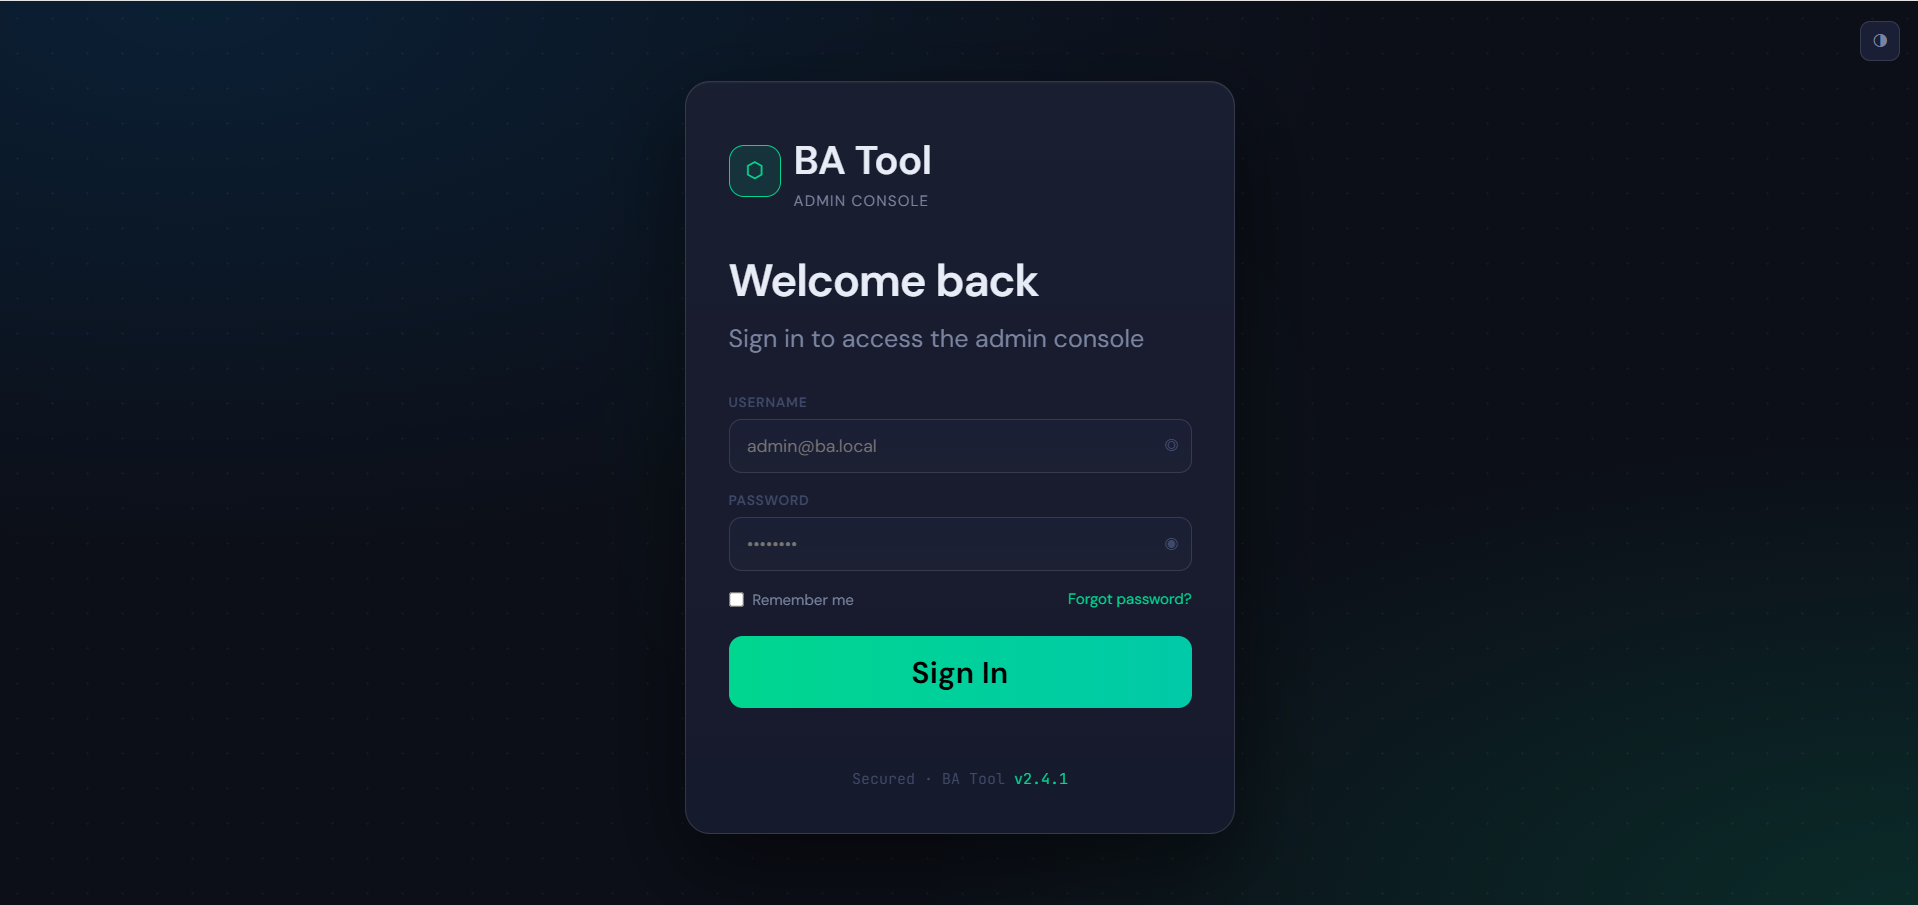 BA Tool
ADMIN CONSOLE
Welcome back
Sign in to access the admin console
USERNAME
admin@ba.local
PASSWORD
••••••••
Remember me
Forgot password?
Sign In
Secured · BA Tool v2.4.1